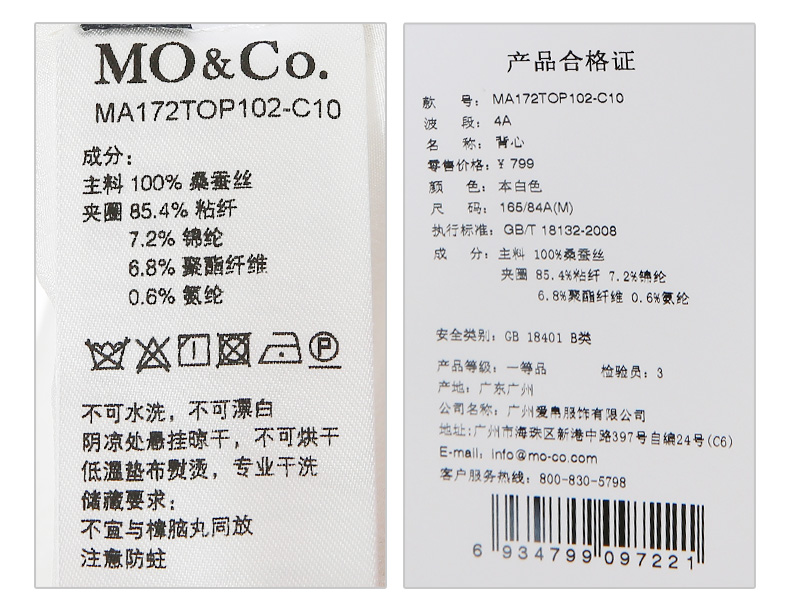 MO&Co.
MA172TOP102-C10
成分:
主料 100% 桑蚕丝
夹圈 85.4% 粘纤
7.2% 锦纶
6.8% 聚酯纤维
0.6% 氨纶
P
不可水洗，不可漂白
阴凉处悬挂晾干，不可烘干
低温垫布熨烫，专业干洗
储藏要求:
不宜与樟脑丸同放
注意防蛀
产品合格证
款 号: MA172TOP102-C10
波 段: 4A
名 称: 背心
零售价格: ¥ 799
颜 色: 本白色
尺 码: 165/84A(M)
执行标准: GB/T 18132-2008
成 分: 主料 100%桑蚕丝
夹圈 85.4%粘纤 7.2%锦纶
6.8%聚酯纤维 0.6%氨纶
安全类别: GB 18401 B类
产品等级: 一等品 检验员: 3
产地: 广东广州
公司名称: 广州爱帛服饰有限公司
地址:广州市海珠区新港中路397号自编24号(C6)
E-mail: info@mo-co.com
客户服务热线: 800-830-5798
6 934799 097221